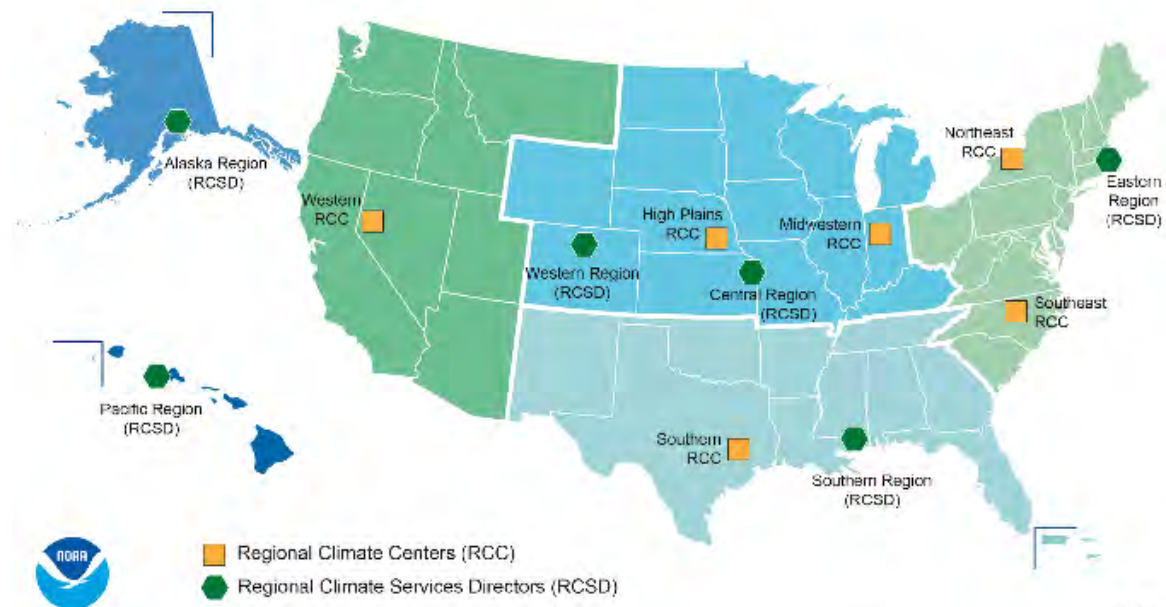 Northeast
RCC
Alaska Region
(RCSD)
Eastern
Region
(RCSD)
Western
RCC
High Plains
RCC
Midwestern
RCC
Western Region
(RCSD)
Central Region
(RCSD)
Southeast
RCC
Pacific Region
(RCSD)
Southern
RCC
Southern Region
(RCSD)
NOAA
Regional Climate Centers (RCC)
Regional Climate Services Directors (RCSD)